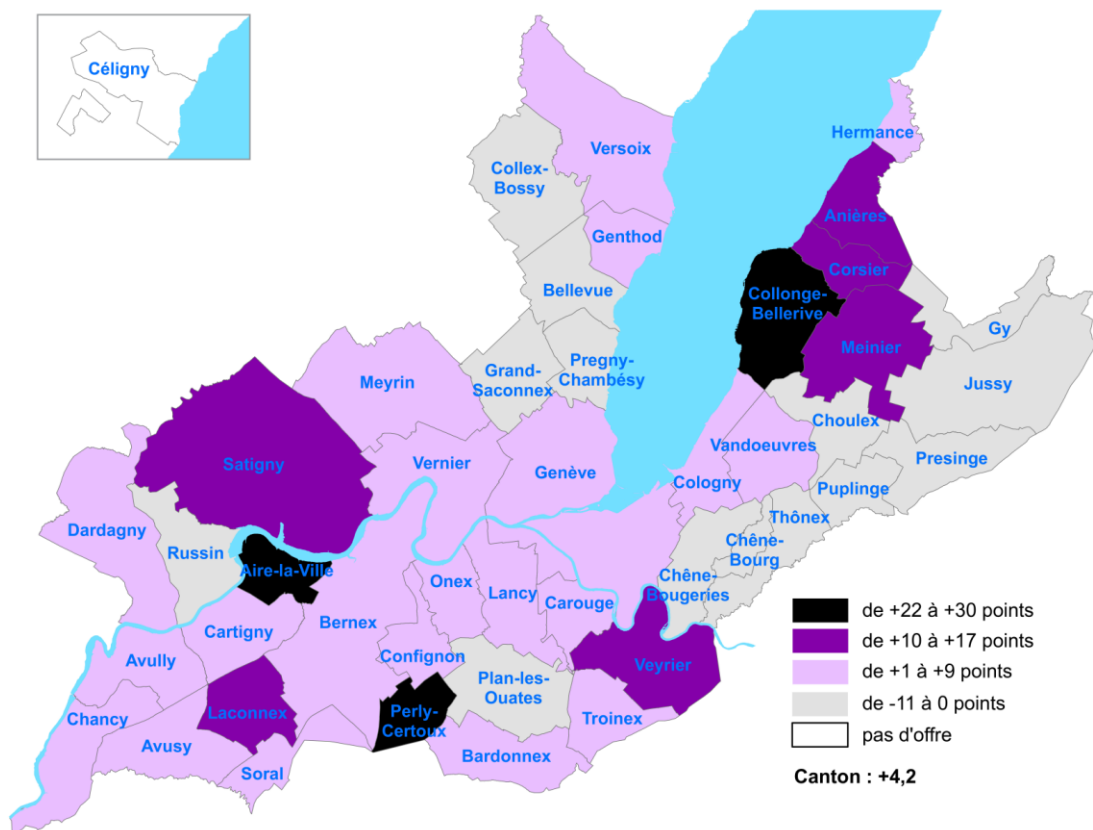 Céligny
Hermance
Versoix
Collex-
Bossy
Anières
Genthod
Corsier
Bellevue
Collonge-
Bellerive
Gy
Meinier
Pregny-
Chambésy
Grand-
Saconnex
Meyrin
Jussy
Choulex
Vandoeuvres
Presinge
Satigny
Vernier
Genève
Cologny
Puplinge
Thônex
Dardagny
Russin
Chêne-
Bourg
Aire-la-Ville
Chêne-
Bougeries
Onex
Lancy
Carouge
Bernex
Cartigny
Avully
Confignon
Veyrier
Plan-les-
Ouates
Laconnex
Perly-
Certoux
Chancy
Troinex
Avusy
Bardonnex
Soral
de +22 à +30 points
de +10 à +17 points
de +1 à +9 points
de -11 à 0 points
pas d'offre
Canton : +4,2